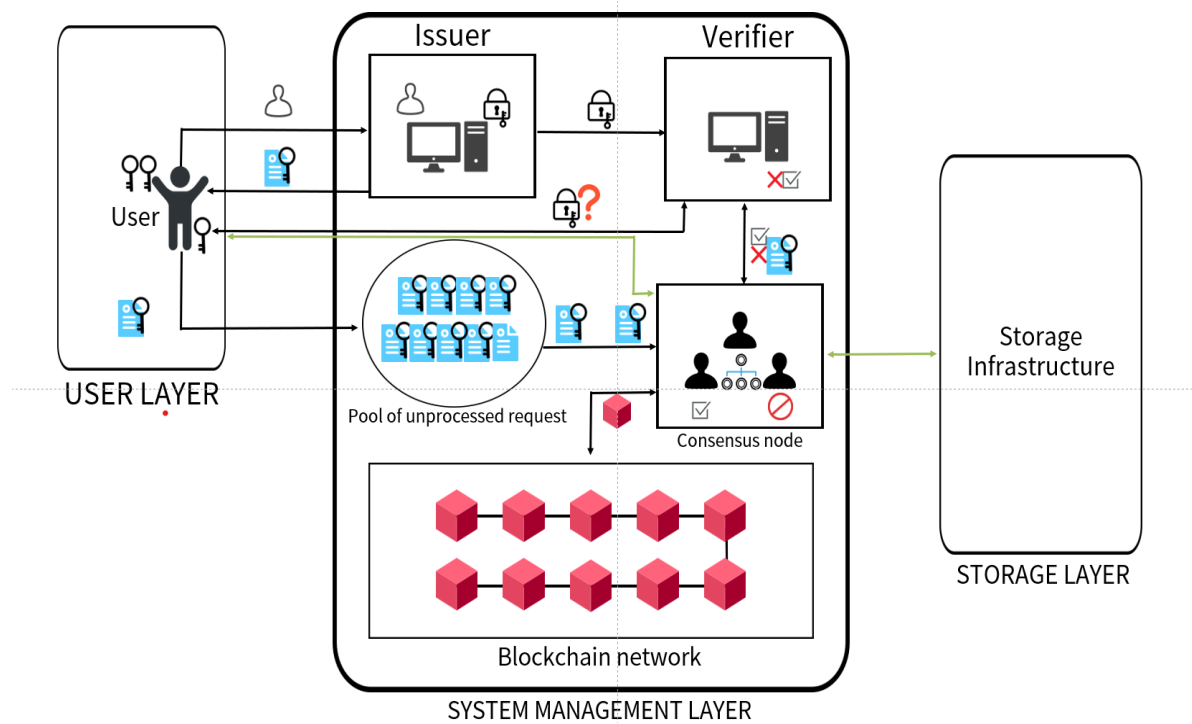 Issuer
Verifier
User
USER LAYER
Pool of unprocessed request
Consensus node
Storage
Infrastructure
STORAGE LAYER
Blockchain network
SYSTEM MANAGEMENT LAYER